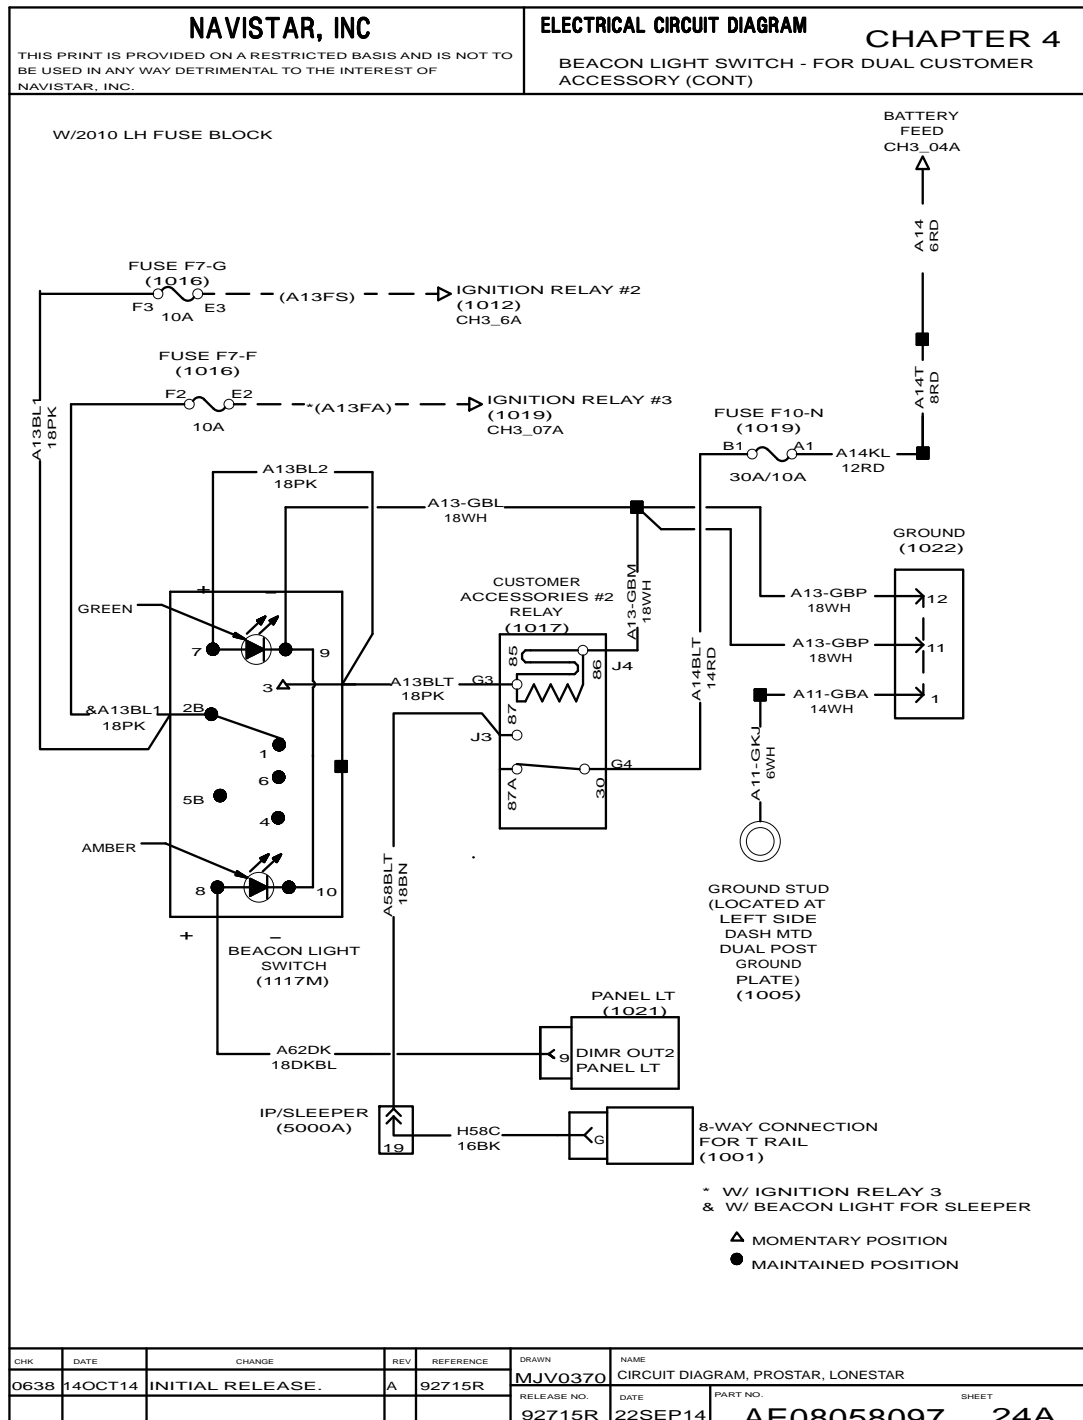 NAVISTAR, INC
THIS PRINT IS PROVIDED ON A RESTRICTED BASIS AND IS NOT TO
BE USED IN ANY WAY DETRIMENTAL TO THE INTEREST OF
NAVISTAR, INC.
ELECTRICAL CIRCUIT DIAGRAM
CHAPTER 4
BEACON LIGHT SWITCH - FOR DUAL CUSTOMER
ACCESSORY (CONT)
W/2010 LH FUSE BLOCK
BATTERY
FEED
CH3_04A
A14
6RD
FUSE F7-G
(1016)
F3
E3
10A
(A13FS)
IGNITION RELAY #2
(1012)
CH3_6A
A14T
8RD
FUSE F7-F
(1016)
F2
E2
10A
*(A13FA)
IGNITION RELAY #3
(1019)
CH3_07A
A13BL1
18PK
FUSE F10-N
(1019)
B1
A1
30A/10A
A14KL
12RD
A13BL2
18PK
A13-GBL
18WH
GROUND
(1022)
A13-GBM
18WH
CUSTOMER
ACCESSORIES #2
RELAY
(1017)
A13-GBP
18WH
12
GREEN
+
–
7
9
85
86
J4
A13-GBP
18WH
11
3
A13BLT
18PK
G3
A14BLT
14RD
A11-GBA
14WH
1
&A13BL1
18PK
2B
87
J3
1
6
5B
4
87A
30
G4
A11-GKJ
6WH
AMBER
8
10
A58BLT
18BN
GROUND STUD
(LOCATED AT
LEFT SIDE
DASH MTD
DUAL POST
GROUND
PLATE)
(1005)
+
–
BEACON LIGHT
SWITCH
(1117M)
PANEL LT
(1021)
A62DK
18DKBL
9
DIMR OUT2
PANEL LT
IP/SLEEPER
(5000A)
19
H58C
16BK
G
8-WAY CONNECTION
FOR T RAIL
(1001)
* W/ IGNITION RELAY 3
& W/ BEACON LIGHT FOR SLEEPER
MOMENTARY POSITION
MAINTAINED POSITION
CHK DATE CHANGE REV REFERENCE
0638 14OCT14 INITIAL RELEASE. A 92715R
DRAWN
MJV0370
NAME
CIRCUIT DIAGRAM, PROSTAR, LONESTAR
RELEASE NO.
92715R
DATE
22SEP14
PART NO.
AE08058097
SHEET
24A